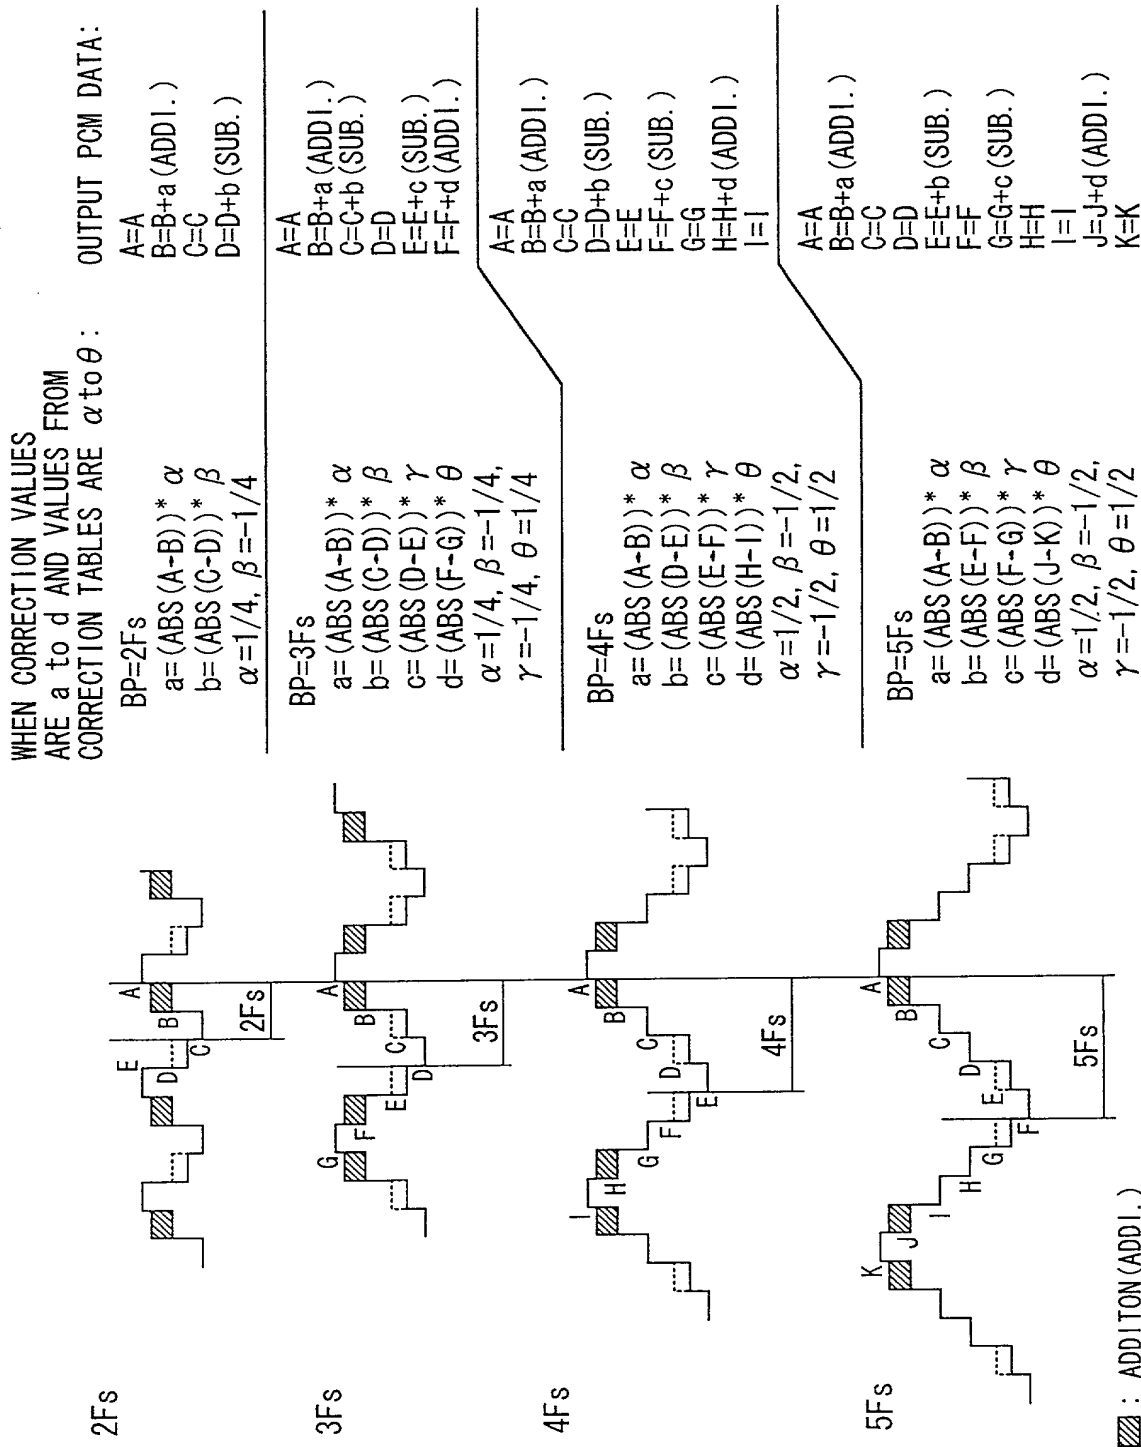 WHEN CORRECTION VALUES
ARE a to d AND VALUES FROM
CORRECTION TABLES ARE α to θ :
OUTPUT PCM DATA:
BP=2Fs
a=(ABS(A-B))* α
b=(ABS(C-D))* β
α=1/4, β=-1/4
A=A
B=B+a(ADDI.)
C=C
D=D+b(SUB.)
BP=3Fs
a=(ABS(A-B))* α
b=(ABS(C-D))* β
c=(ABS(D-E))* γ
d=(ABS(F-G))* θ
α=1/4, β=-1/4,
γ=-1/4, θ=1/4
A=A
B=B+a(ADDI.)
C=C+b(SUB.)
D=D
E=E+c(SUB.)
F=F+d(ADDI.)
BP=4Fs
a=(ABS(A-B))* α
b=(ABS(D-E))* β
c=(ABS(E-F))* γ
d=(ABS(H-I))* θ
α=1/2, β=-1/2,
γ=-1/2, θ=1/2
A=A
B=B+a(ADDI.)
C=C
D=D+b(SUB.)
E=E
F=F+c(SUB.)
G=G
H=H+d(ADDI.)
I=I
BP=5Fs
a=(ABS(A-B))* α
b=(ABS(E-F))* β
c=(ABS(F-G))* γ
d=(ABS(J-K))* θ
α=1/2, β=-1/2,
γ=-1/2, θ=1/2
A=A
B=B+a(ADDI.)
C=C
D=D
E=E+b(SUB.)
F=F
G=G+c(SUB.)
H=H
I=I
J=J+d(ADDI.)
K=K
2Fs
E
D
C
B
A
2Fs
3Fs
G
F
E
D
C
B
A
3Fs
4Fs
I
H
G
F
E
D
C
B
A
4Fs
5Fs
K
J
I
H
G
F
E
D
C
B
A
5Fs
: ADDITON(ADDI.)